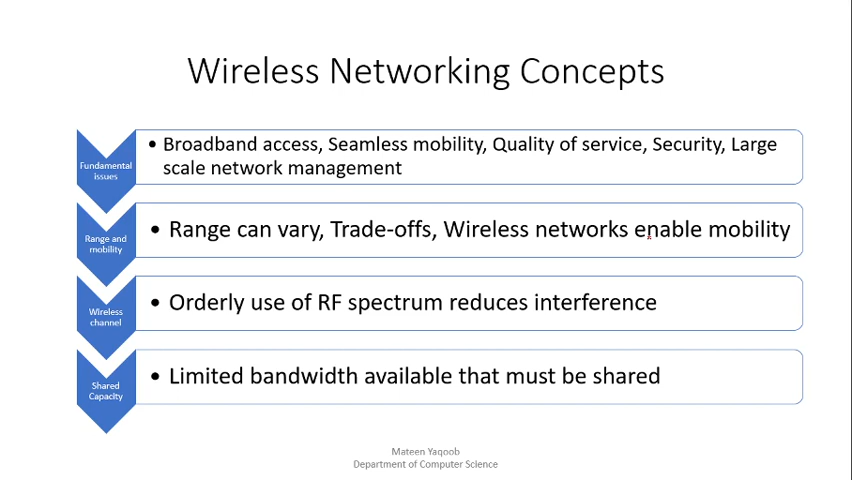 Wireless Networking Concepts
Fundamental
issues
• Broadband access, Seamless mobility, Quality of service, Security, Large
scale network management
Range and
mobility
• Range can vary, Trade-offs, Wireless networks enable mobility
Wireless
channel
• Orderly use of RF spectrum reduces interference
Shared
Capacity
• Limited bandwidth available that must be shared
Mateen Yaqoob
Department of Computer Science